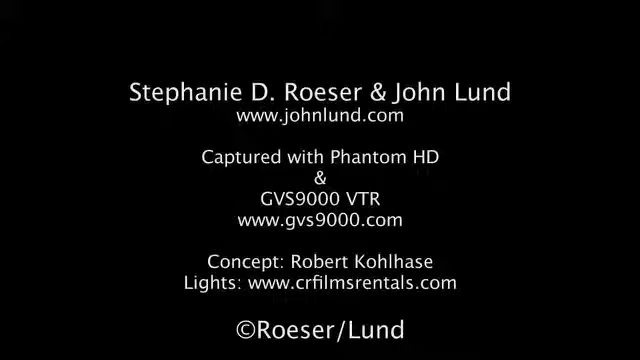 Stephanie D. Roeser & John Lund
www.johnlund.com
Captured with Phantom HD
&
GVS9000 VTR
www.gvs9000.com
Concept: Robert Kohlhase
Lights: www.crfilmsrentals.com
©Roeser/Lund